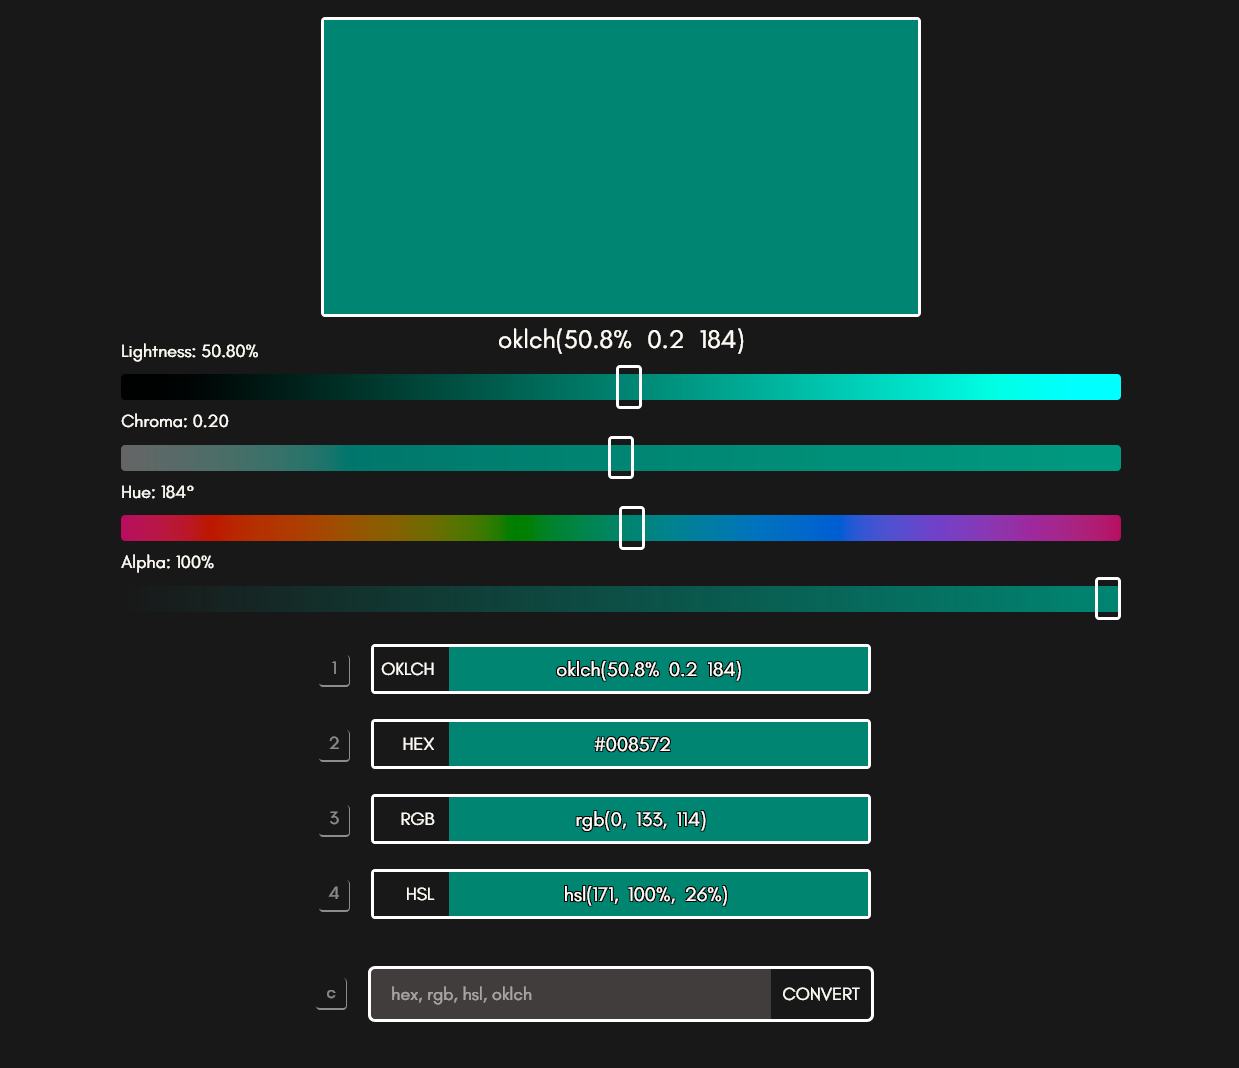 oklch(50.8% 0.2 184)
Lightness: 50.80%
Chroma: 0.20
Hue: 184°
Alpha: 100%
1 OKLCH oklch(50.8% 0.2 184)
2 HEX #008572
3 RGB rgb(0, 133, 114)
4 HSL hsl(171, 100%, 26%)
c hex, rgb, hsl, oklch CONVERT